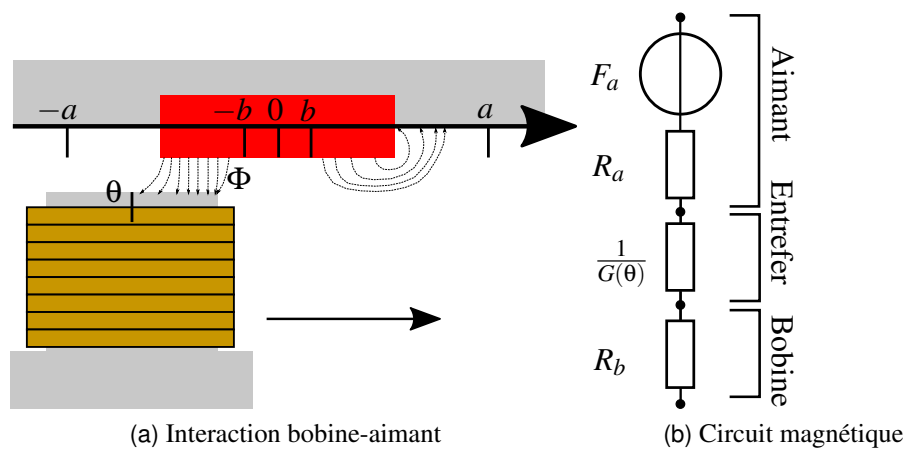 −a −b 0 b a
θ Φ
(a) Interaction bobine-aimant
F_a
R_a
1/G(θ)
R_b
Aimant
Entrefer
Bobine
(b) Circuit magnétique